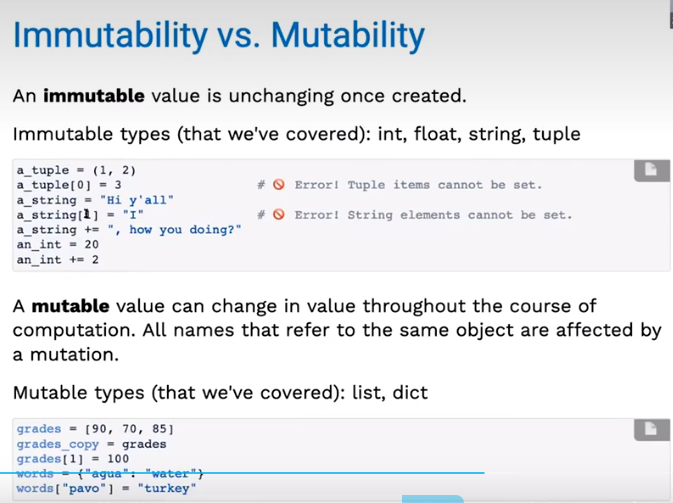 Immutability vs. Mutability
An immutable value is unchanging once created.
Immutable types (that we've covered): int, float, string, tuple
a_tuple = (1, 2)
a_tuple[0] = 3 # 🚫 Error! Tuple items cannot be set.
a_string = "Hi y'all"
a_string[1] = "I" # 🚫 Error! String elements cannot be set.
a_string += ", how you doing?"
an_int = 20
an_int += 2
A mutable value can change in value throughout the course of
computation. All names that refer to the same object are affected by
a mutation.
Mutable types (that we've covered): list, dict
grades = [90, 70, 85]
grades_copy = grades
grades[1] = 100
words = {"agua": "water"}
words["pavo"] = "turkey"